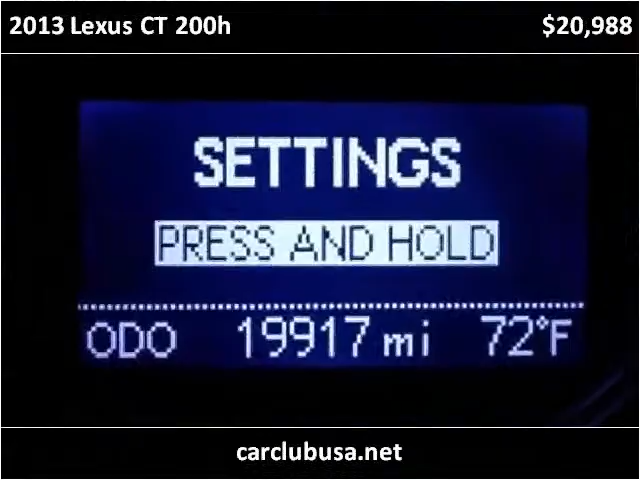 2013 Lexus CT 200h $20,988
SETTINGS
PRESS AND HOLD
ODO 19917 mi 72°F
carclubusa.net